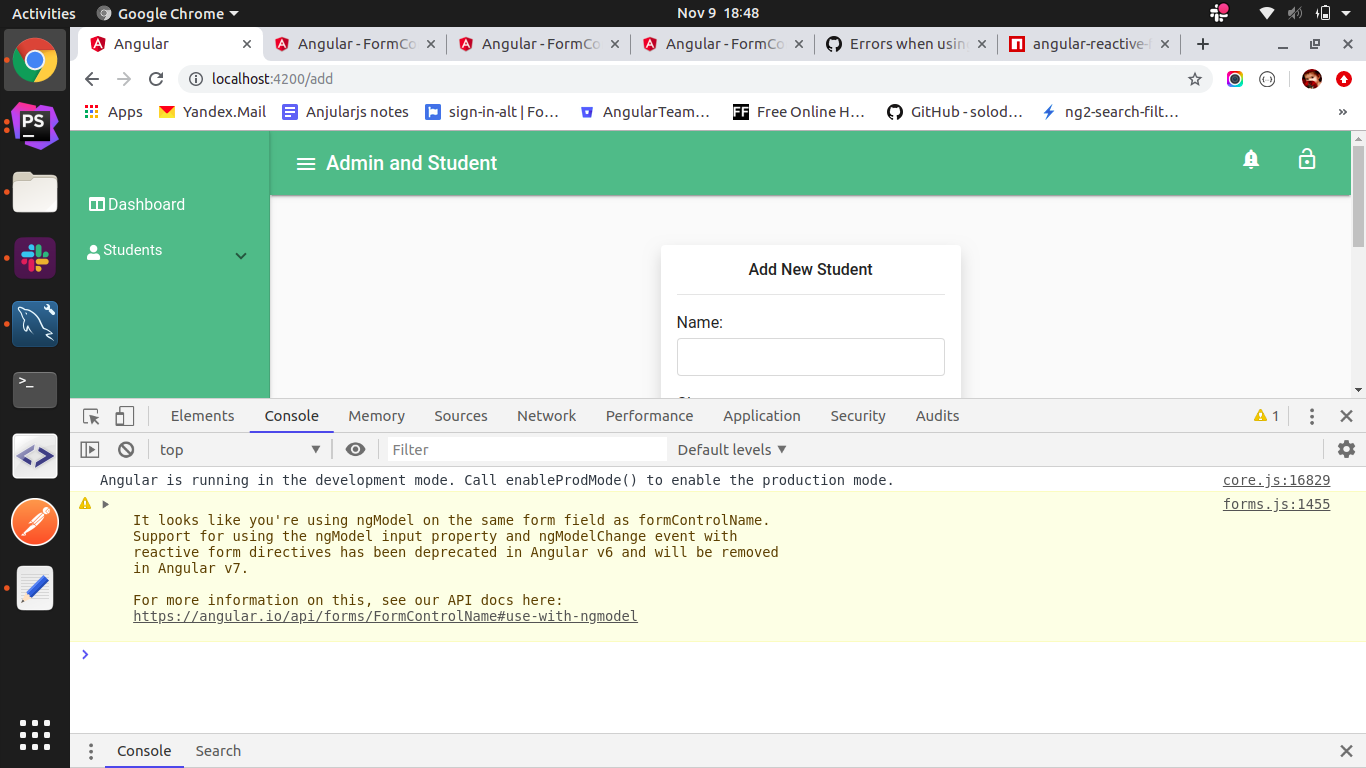 Activities
Google Chrome
Nov 9 18:48
Angular
Angular - FormCo
Angular - FormCo
Angular - FormCo
Errors when using
angular-reactive-f
localhost:4200/add
Apps
Yandex.Mail
Anjularjs notes
sign-in-alt | Fo…
AngularTeam…
FF
Free Online H…
GitHub - solod…
ng2-search-filt…
»
PS
Admin and Student
Dashboard
Students
Add New Student
Name:
Elements
Console
Memory
Sources
Network
Performance
Application
Security
Audits
1
top
Filter
Default levels
Angular is running in the development mode. Call enableProdMode() to enable the production mode.
core.js:16829
forms.js:1455
It looks like you're using ngModel on the same form field as formControlName.
Support for using the ngModel input property and ngModelChange event with
reactive form directives has been deprecated in Angular v6 and will be removed
in Angular v7.
For more information on this, see our API docs here:
https://angular.io/api/forms/FormControlName#use-with-ngmodel
Console
Search